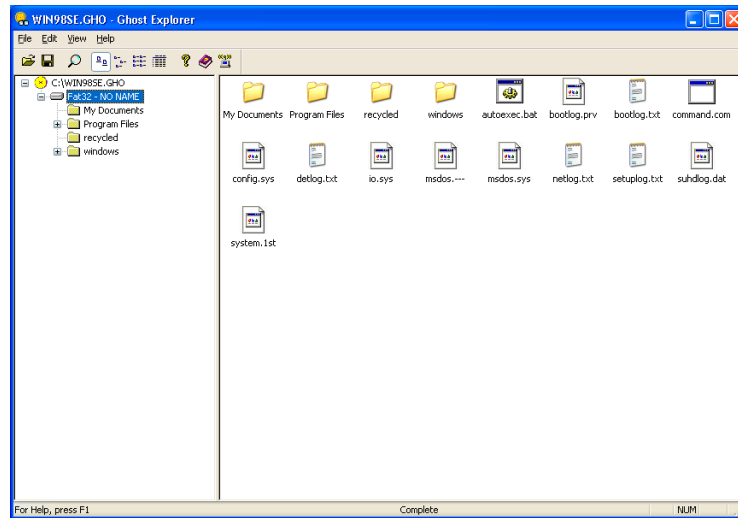 WIN98SE.GHO - Ghost Explorer
File Edit View Help
C:\WIN98SE.GHO
Fat32 - NO NAME
My Documents
Program Files
recycled
windows
My Documents Program Files recycled windows autoexec.bat bootlog.prv bootlog.txt command.com
config.sys detlog.txt io.sys msdos.--- msdos.sys netlog.txt setuplog.txt suhdlog.dat
system.1st
For Help, press F1 Complete NUM